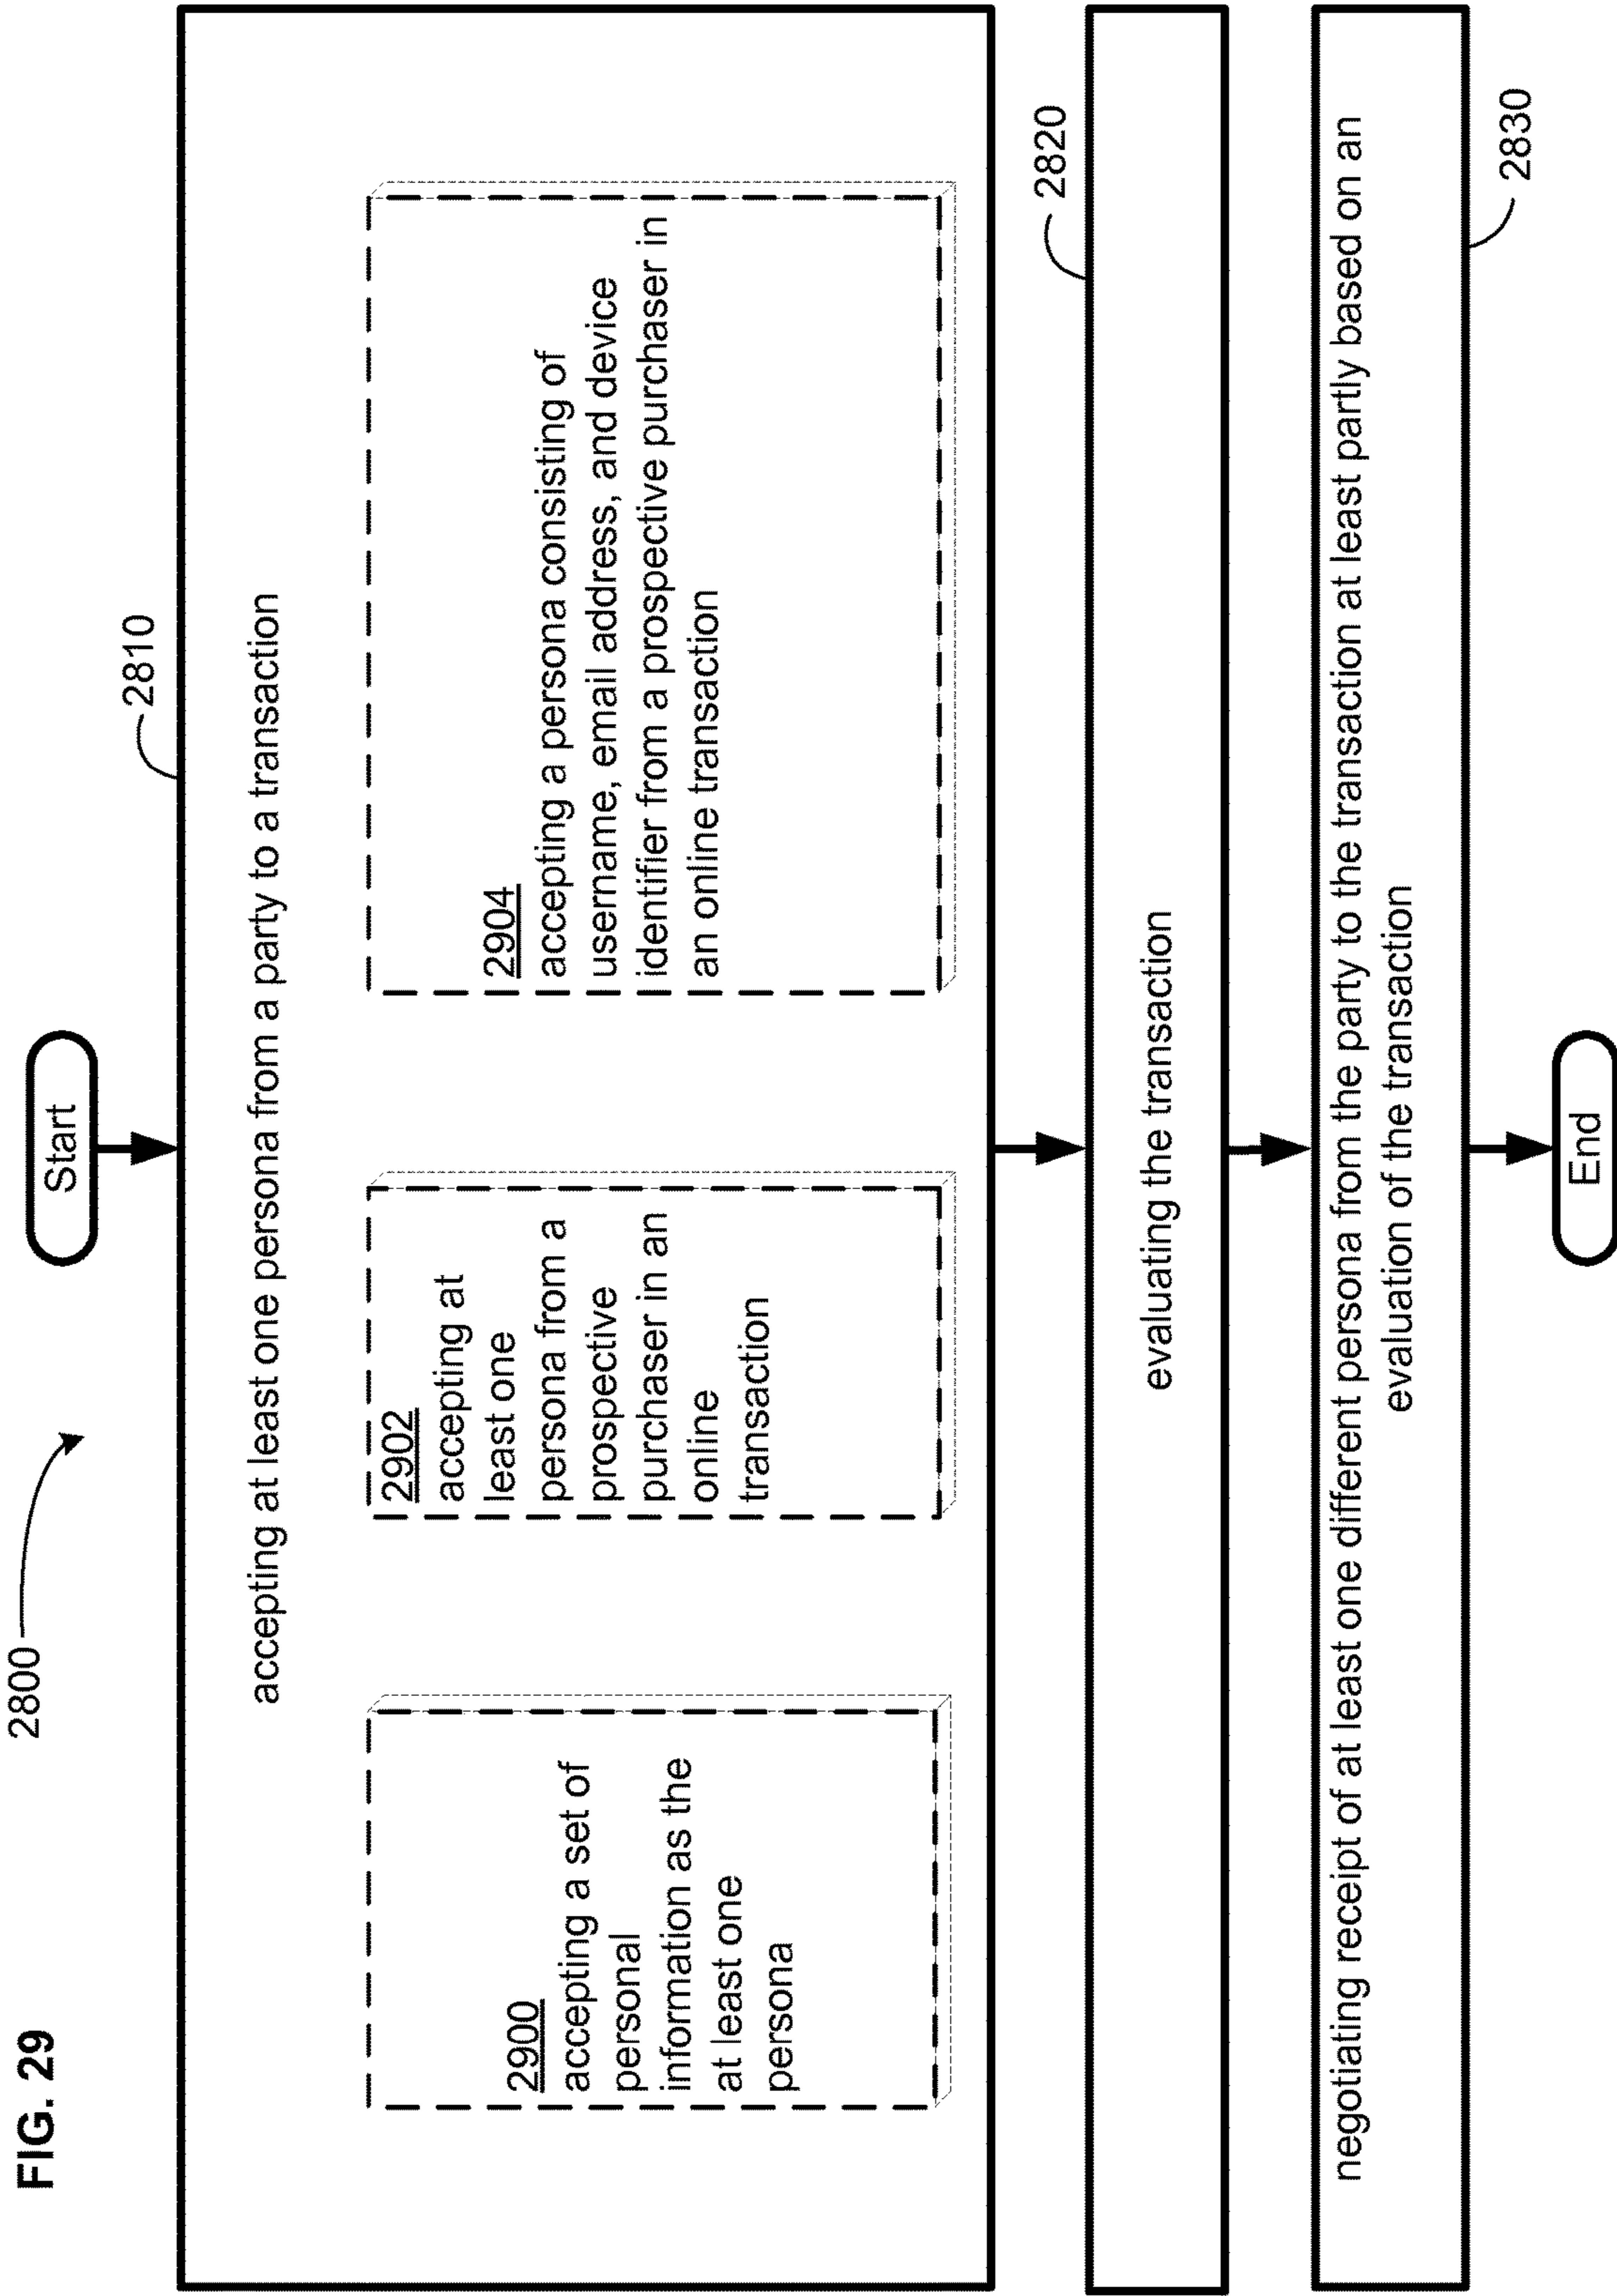 FIG. 29
2800
Start
2810
accepting at least one persona from a party to a transaction
2900
accepting a set of
personal
information as the
at least one
persona
2902
accepting at
least one
persona from a
prospective
purchaser in an
online
transaction
2904
accepting a persona consisting of
username, email address, and device
identifier from a prospective purchaser in
an online transaction
2820
evaluating the transaction
negotiating receipt of at least one different persona from the party to the transaction at least partly based on an
evaluation of the transaction
2830
End